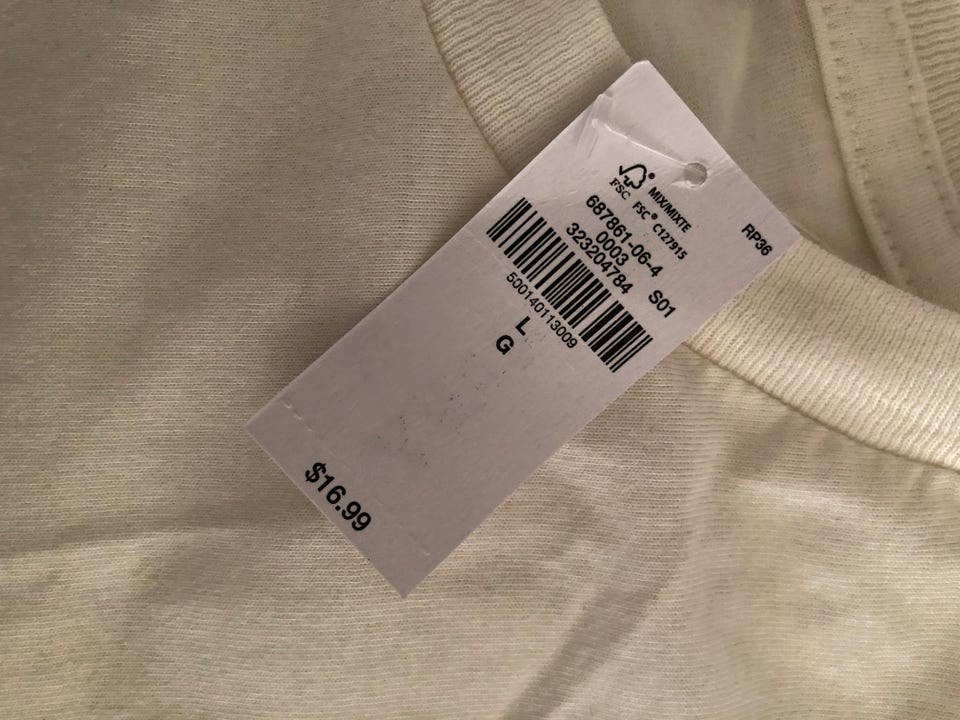 RP36
MIX/MIXTE
FSC
FSC® C127915
687861-06-4
0003
323204784 S01
500140113009
L
G
$16.99